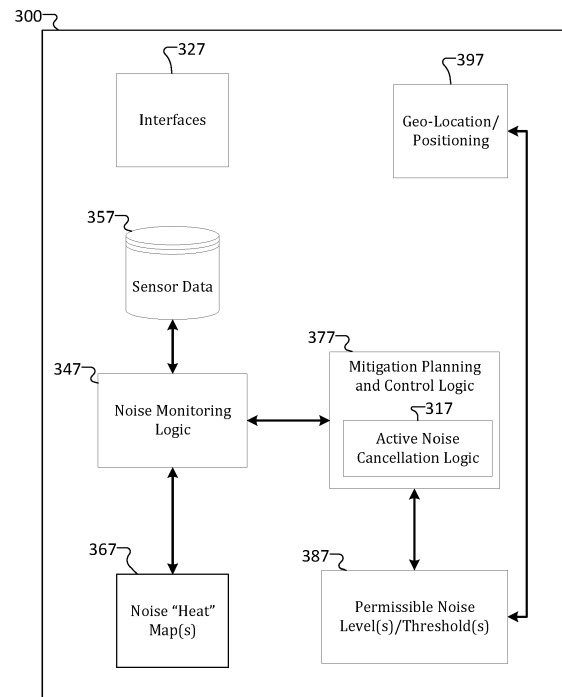 300
327
397
Interfaces
Geo-Location/
Positioning
357
Sensor Data
347
377
Noise Monitoring
Logic
Mitigation Planning
and Control Logic
317
Active Noise
Cancellation Logic
367
387
Noise “Heat”
Map(s)
Permissible Noise
Level(s)/Threshold(s)